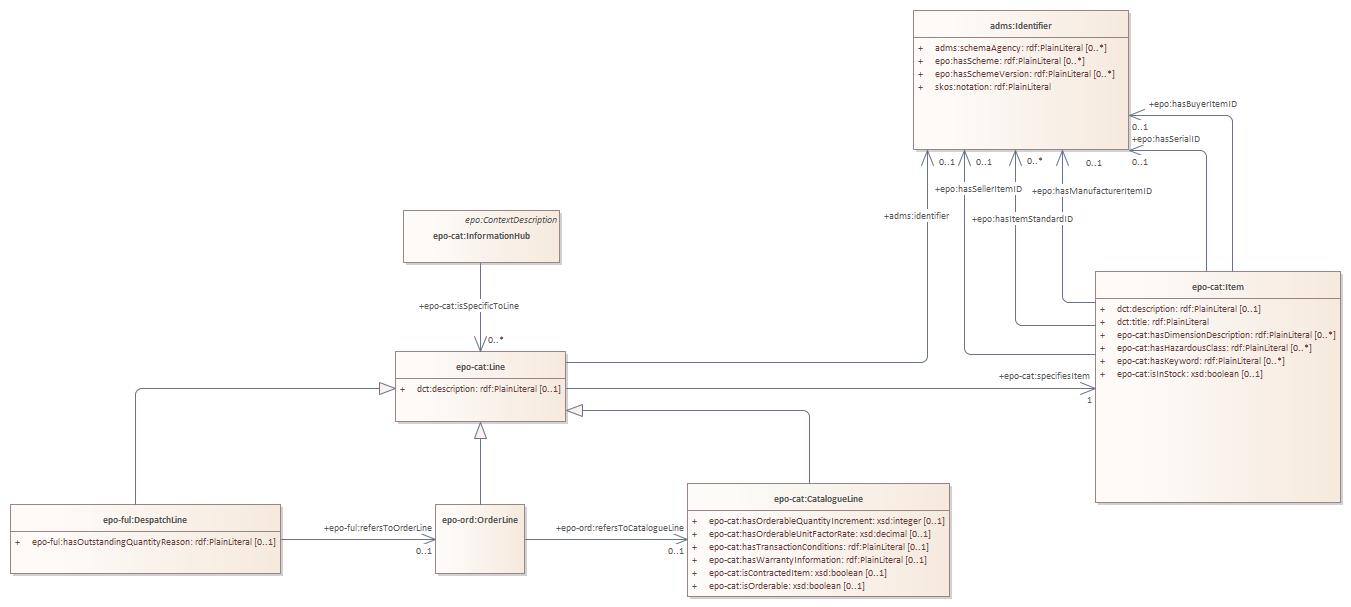 adms:Identifier
+ adms:schemaAgency: rdf:PlainLiteral [0..*]
+ epo:hasScheme: rdf:PlainLiteral [0..*]
+ epo:hasSchemeVersion: rdf:PlainLiteral [0..*]
+ skos:notation: rdf:PlainLiteral
+epo:hasBuyerItemID
0..1
+epo:hasSerialID
0..1
0..1
0..1
0..*
0..1
+epo:hasSellerItemID
+epo:hasManufacturerItemID
+adms:identifier
+epo:hasItemStandardID
epo:ContextDescription
epo-cat:InformationHub
+epo-cat:isSpecificToLine
0..*
epo-cat:Item
+ dct:description: rdf:PlainLiteral [0..1]
+ dct:title: rdf:PlainLiteral
+ epo-cat:hasDimensionDescription: rdf:PlainLiteral [0..*]
+ epo-cat:hasHazardousClass: rdf:PlainLiteral [0..*]
+ epo-cat:hasKeyword: rdf:PlainLiteral [0..*]
+ epo-cat:isInStock: xsd:boolean [0..1]
epo-cat:Line
+ dct:description: rdf:PlainLiteral [0..1]
+epo-cat:specifiesItem
1
epo-ful:DespatchLine
+ epo-ful:hasOutstandingQuantityReason: rdf:PlainLiteral [0..1]
+epo-ful:refersToOrderLine
0..1
epo-ord:OrderLine
+epo-ord:refersToCatalogueLine
0..1
epo-cat:CatalogueLine
+ epo-cat:hasOrderableQuantityIncrement: xsd:integer [0..1]
+ epo-cat:hasOrderableUnitFactorRate: xsd:decimal [0..1]
+ epo-cat:hasTransactionConditions: rdf:PlainLiteral [0..1]
+ epo-cat:hasWarrantyInformation: rdf:PlainLiteral [0..1]
+ epo-cat:isContractedItem: xsd:boolean [0..1]
+ epo-cat:isOrderable: xsd:boolean [0..1]